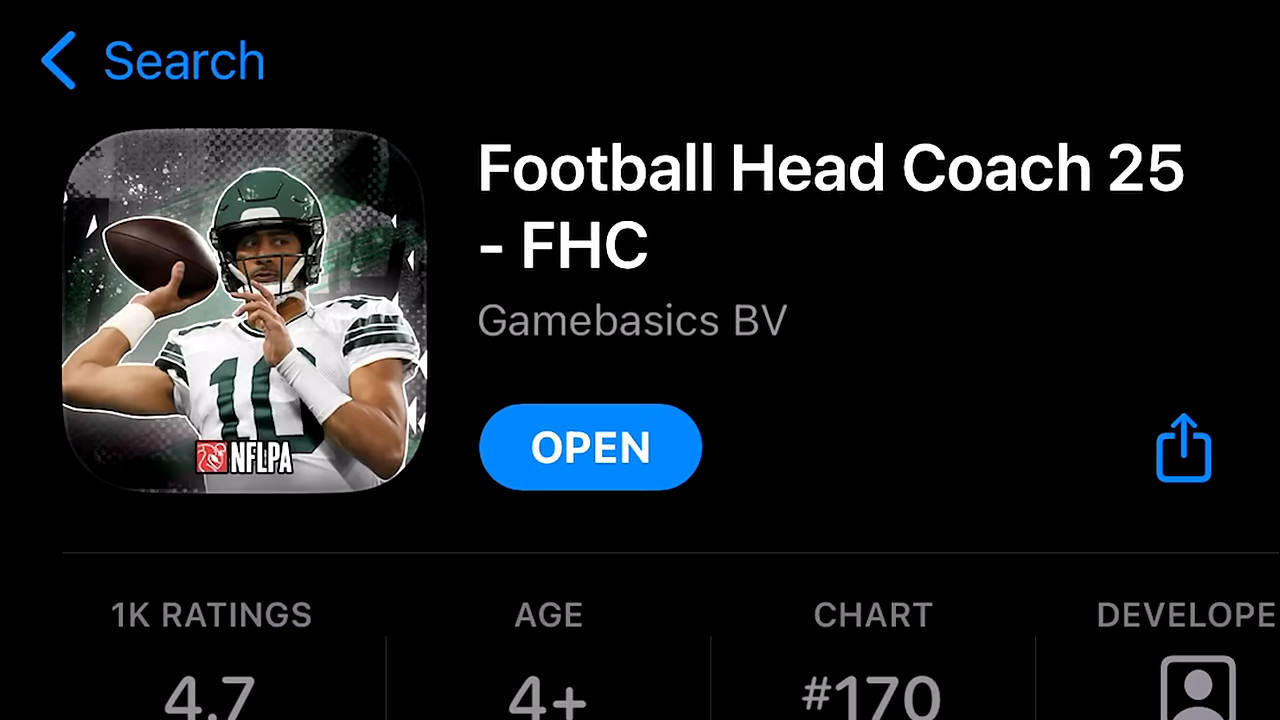 Search
Football Head Coach 25
- FHC
Gamebasics BV
OPEN
10
NFLPA
1K RATINGS
AGE
CHART
DEVELOPE
4.7
4+
#170